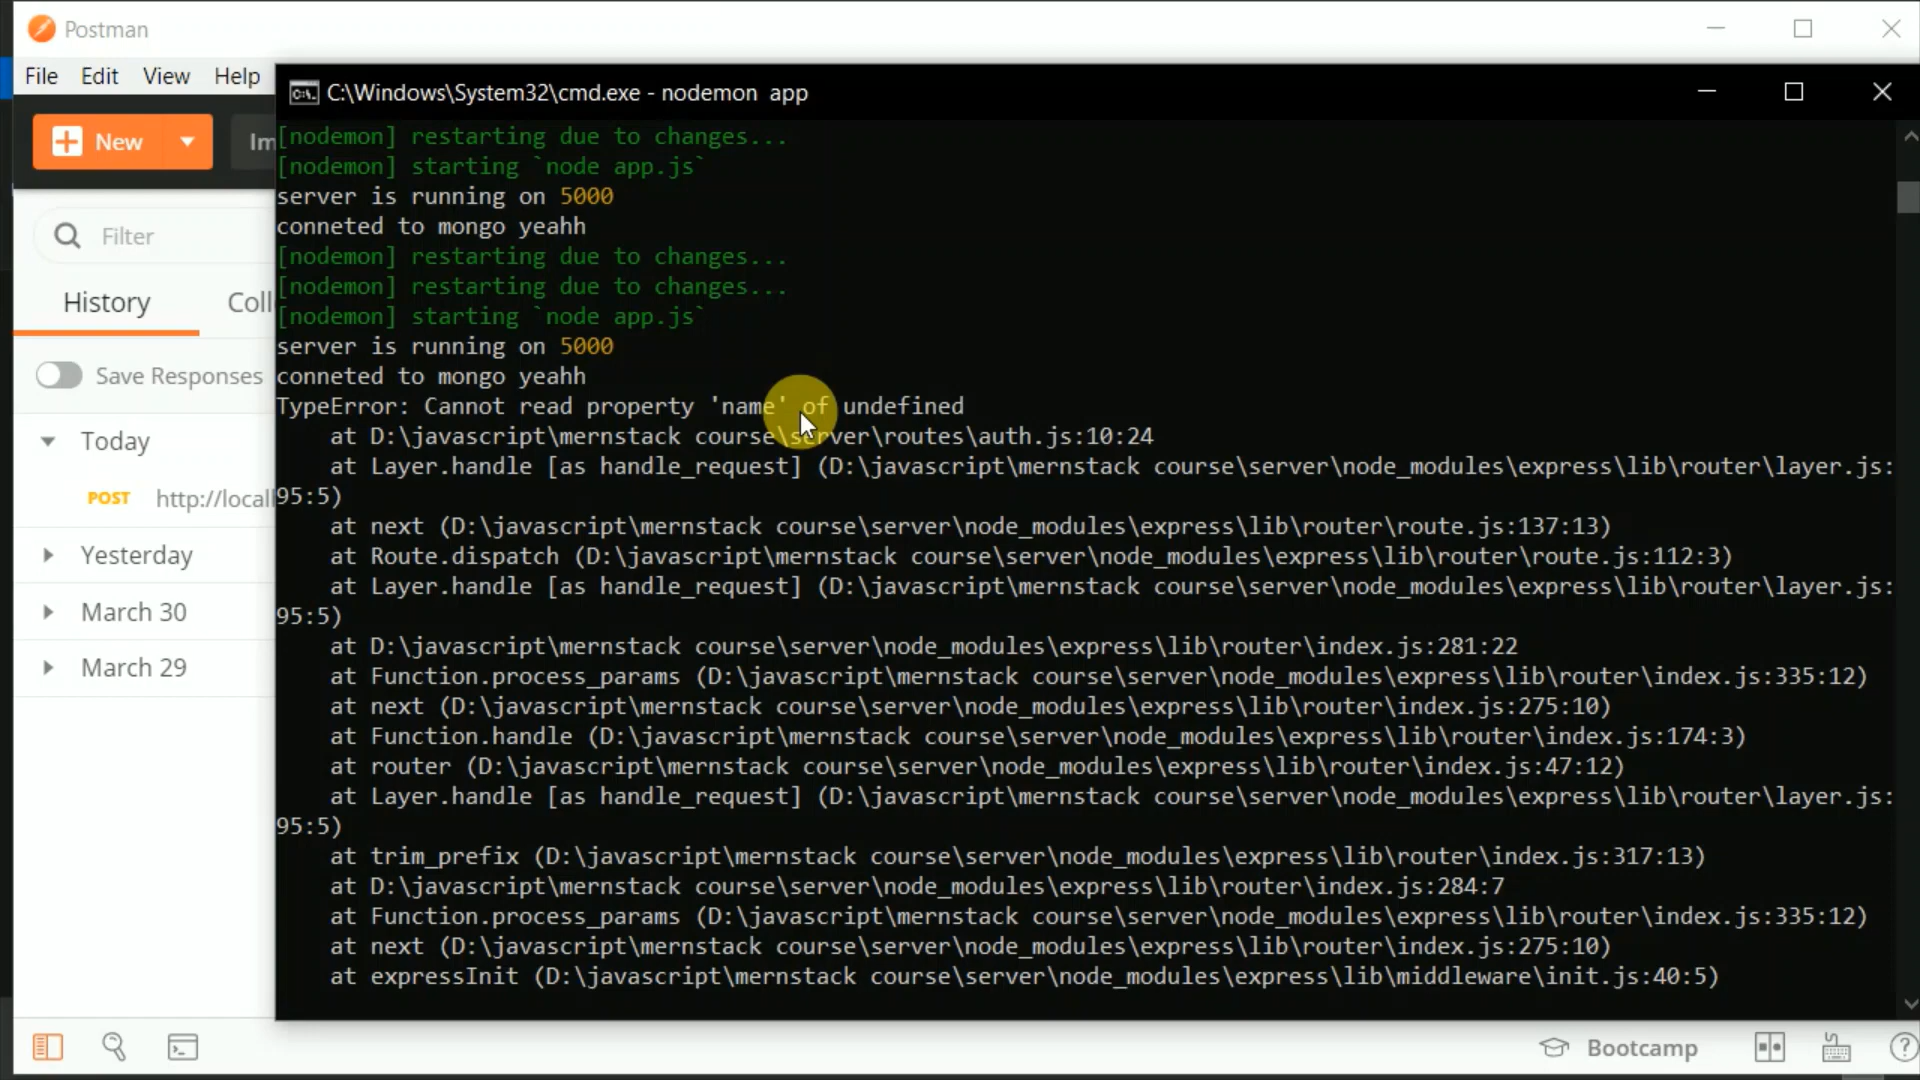 Postman
File Edit View Help
C:\Windows\System32\cmd.exe - nodemon app
New
Im
Filter
History Coll
Save Responses
Today
POST http://local
Yesterday
March 30
March 29
[nodemon] restarting due to changes...
[nodemon] starting `node app.js`
server is running on 5000
conneted to mongo yeahh
[nodemon] restarting due to changes...
[nodemon] restarting due to changes...
[nodemon] starting `node app.js`
server is running on 5000
conneted to mongo yeahh
TypeError: Cannot read property 'name' of undefined
at D:\javascript\mernstack course\server\routes\auth.js:10:24
at Layer.handle [as handle_request] (D:\javascript\mernstack course\server\node_modules\express\lib\router\layer.js:
95:5)
at next (D:\javascript\mernstack course\server\node_modules\express\lib\router\route.js:137:13)
at Route.dispatch (D:\javascript\mernstack course\server\node_modules\express\lib\router\route.js:112:3)
at Layer.handle [as handle_request] (D:\javascript\mernstack course\server\node_modules\express\lib\router\layer.js:
95:5)
at D:\javascript\mernstack course\server\node_modules\express\lib\router\index.js:281:22
at Function.process_params (D:\javascript\mernstack course\server\node_modules\express\lib\router\index.js:335:12)
at next (D:\javascript\mernstack course\server\node_modules\express\lib\router\index.js:275:10)
at Function.handle (D:\javascript\mernstack course\server\node_modules\express\lib\router\index.js:174:3)
at router (D:\javascript\mernstack course\server\node_modules\express\lib\router\index.js:47:12)
at Layer.handle [as handle_request] (D:\javascript\mernstack course\server\node_modules\express\lib\router\layer.js:
95:5)
at trim_prefix (D:\javascript\mernstack course\server\node_modules\express\lib\router\index.js:317:13)
at D:\javascript\mernstack course\server\node_modules\express\lib\router\index.js:284:7
at Function.process_params (D:\javascript\mernstack course\server\node_modules\express\lib\router\index.js:335:12)
at next (D:\javascript\mernstack course\server\node_modules\express\lib\router\index.js:275:10)
at expressInit (D:\javascript\mernstack course\server\node_modules\express\lib\middleware\init.js:40:5)
Bootcamp